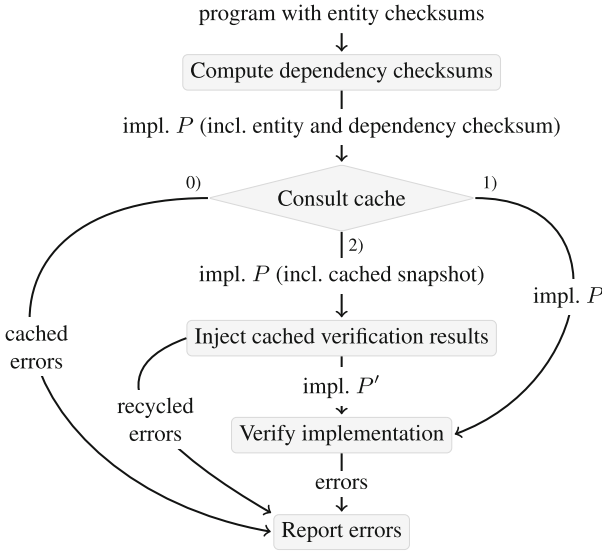 program with entity checksums
Compute dependency checksums
impl. P (incl. entity and dependency checksum)
0)
1)
Consult cache
2)
impl. P (incl. cached snapshot)
impl. P
cached
errors
Inject cached verification results
impl. P′
recycled
errors
Verify implementation
errors
Report errors